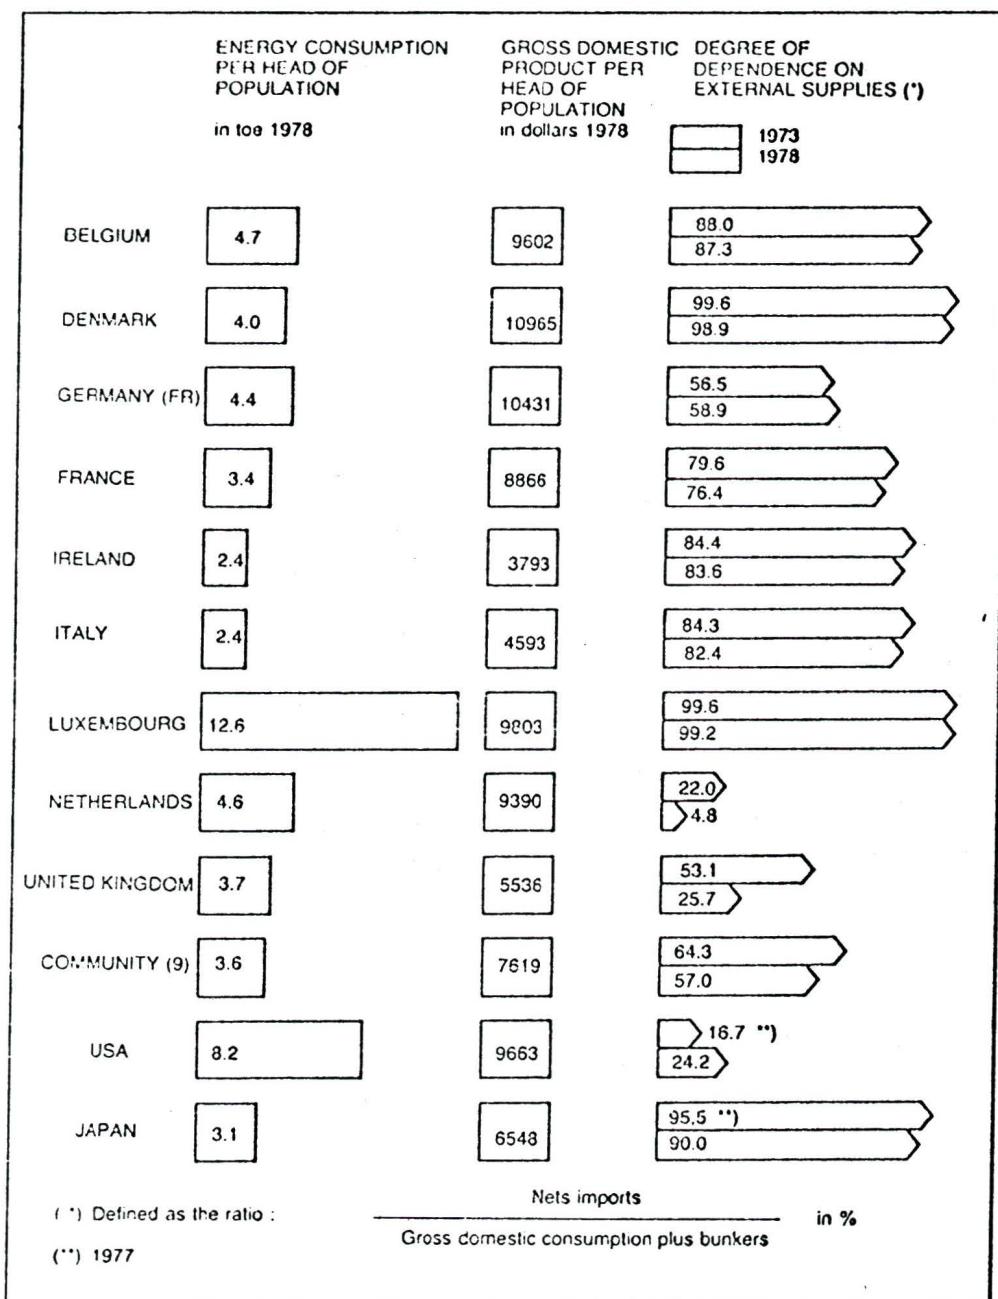 ENERGY CONSUMPTION
PER HEAD OF
POPULATION
in toe 1978
GROSS DOMESTIC
PRODUCT PER
HEAD OF
POPULATION
in dollars 1978
DEGREE OF
DEPENDENCE ON
EXTERNAL SUPPLIES (*)
1973
1978
BELGIUM 4.7 9602 88.0
87.3
DENMARK 4.0 10965 99.6
98.9
GERMANY (FR) 4.4 10431 56.5
58.9
FRANCE 3.4 8866 79.6
76.4
IRELAND 2.4 3793 84.4
83.6
ITALY 2.4 4593 84.3
82.4
LUXEMBOURG 12.6 9803 99.6
99.2
NETHERLANDS 4.6 9390 22.0
4.8
UNITED KINGDOM 3.7 5536 53.1
25.7
COMMUNITY (9) 3.6 7619 64.3
57.0
USA 8.2 9663 16.7 **)
24.2
JAPAN 3.1 6548 95.5 **)
90.0
(*) Defined as the ratio :
Nets imports
Gross domestic consumption plus bunkers
in %
(**) 1977